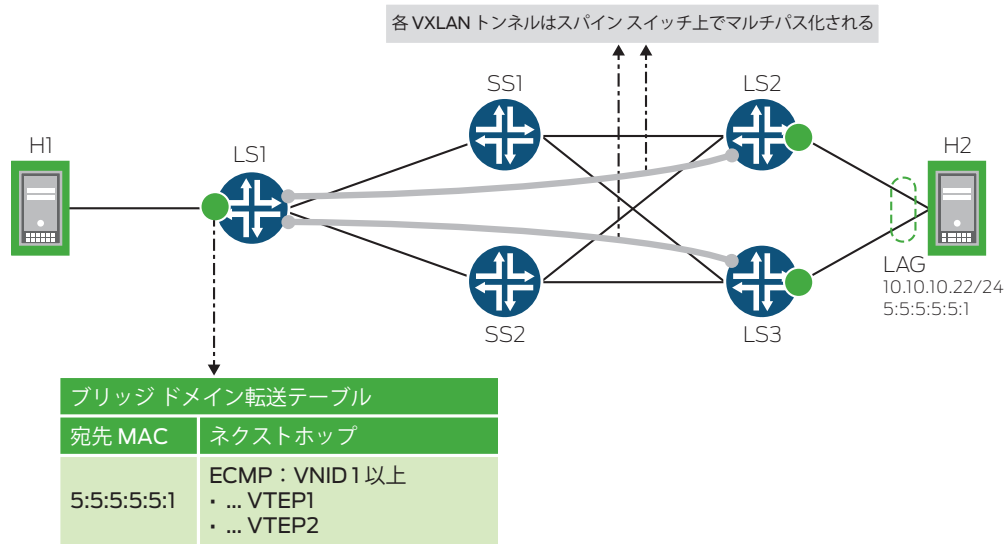 各 VXLAN トンネルはスパイン スイッチ上でマルチパス化される
SS1
LS2
H1
LS1
H2
SS2
LS3
LAG
10.10.10.22/24
5:5:5:5:5:1
ブリッジ ドメイン転送テーブル
宛先 MAC
ネクストホップ
5:5:5:5:5:1
ECMP：VNID 1 以上
・ ... VTEP1
・ ... VTEP2